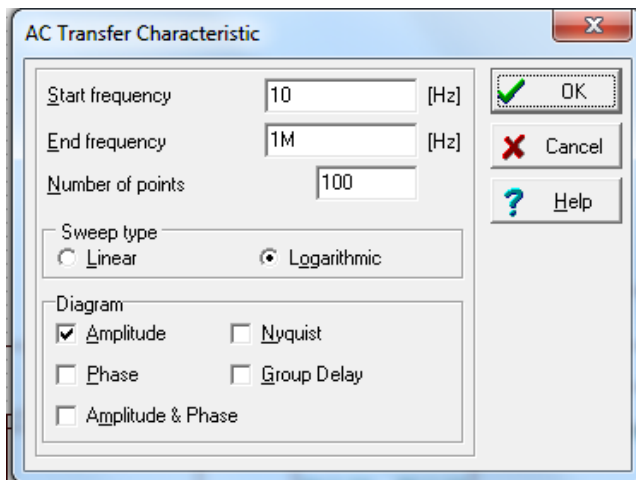 AC Transfer Characteristic
Start frequency 10 [Hz]
End frequency 1M [Hz]
Number of points 100
Sweep type
Linear Logarithmic
Diagram
Amplitude Nyquist
Phase Group Delay
Amplitude & Phase
OK
Cancel
? Help